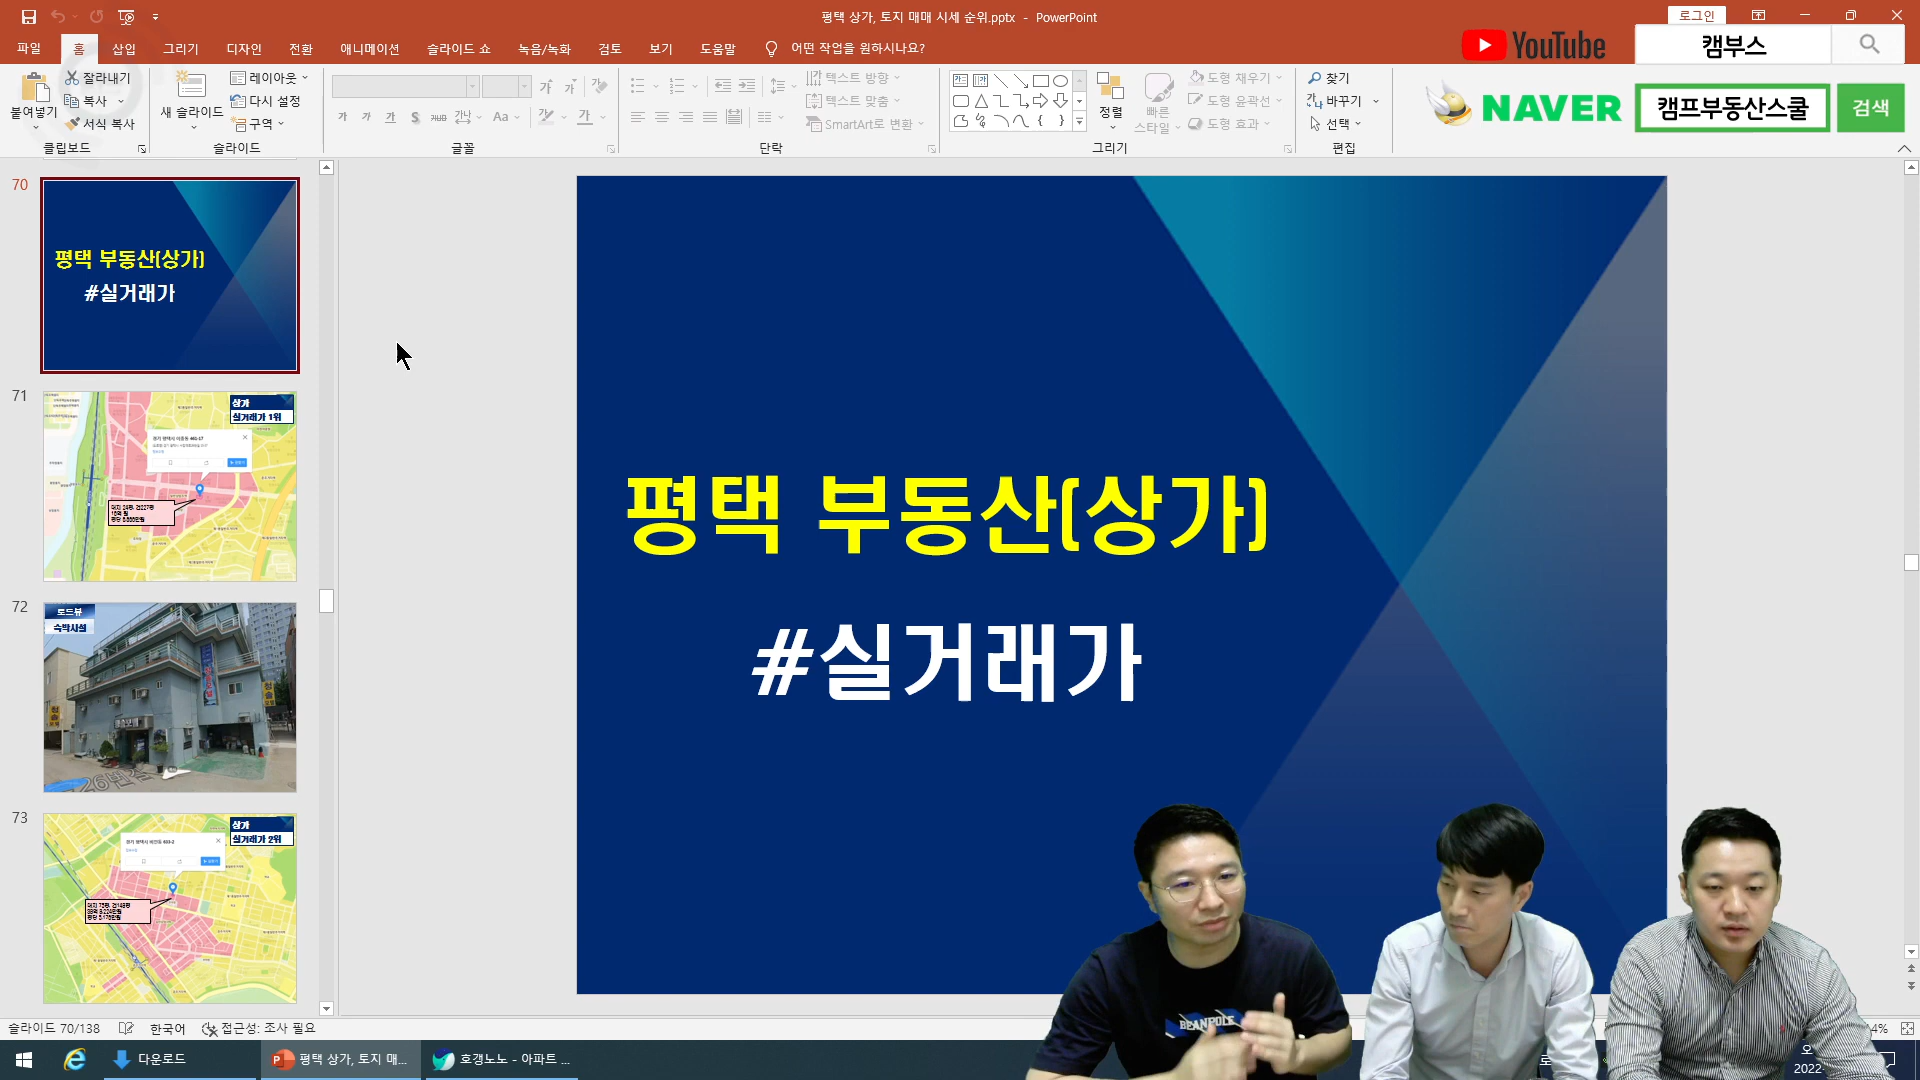 평택 상가, 토지 매매 시세 순위.pptx - PowerPoint
로그인
파일 홈 삽입 그리기 디자인 전환 애니메이션 슬라이드 쇼 녹음/녹화 검토 보기 도움말 어떤 작업을 원하시나요?
YouTube 캠부스
붙여넣기
잘라내기
복사
서식 복사
클립보드
새 슬라이드
레이아웃
다시 설정
구역
슬라이드
가 가 가 S 간 Aa 가
글꼴
텍스트 방향
텍스트 맞춤
SmartArt로 변환
단락
정렬
빠른 스타일
도형 채우기
도형 윤곽선
도형 효과
그리기
찾기
바꾸기
선택
편집
NAVER 캠프부동산스쿨 검색
70
평택 부동산(상가)
#실거래가
71
상가
실거래가 1위
72
로드뷰
숙박시설
73
상가
실거래가 2위
평택 부동산(상가)
#실거래가
BEANPOLE
슬라이드 70/138 한국어 접근성: 조사 필요
다운로드
평택 상가, 토지 매...
호갱노노 - 아파트 ...